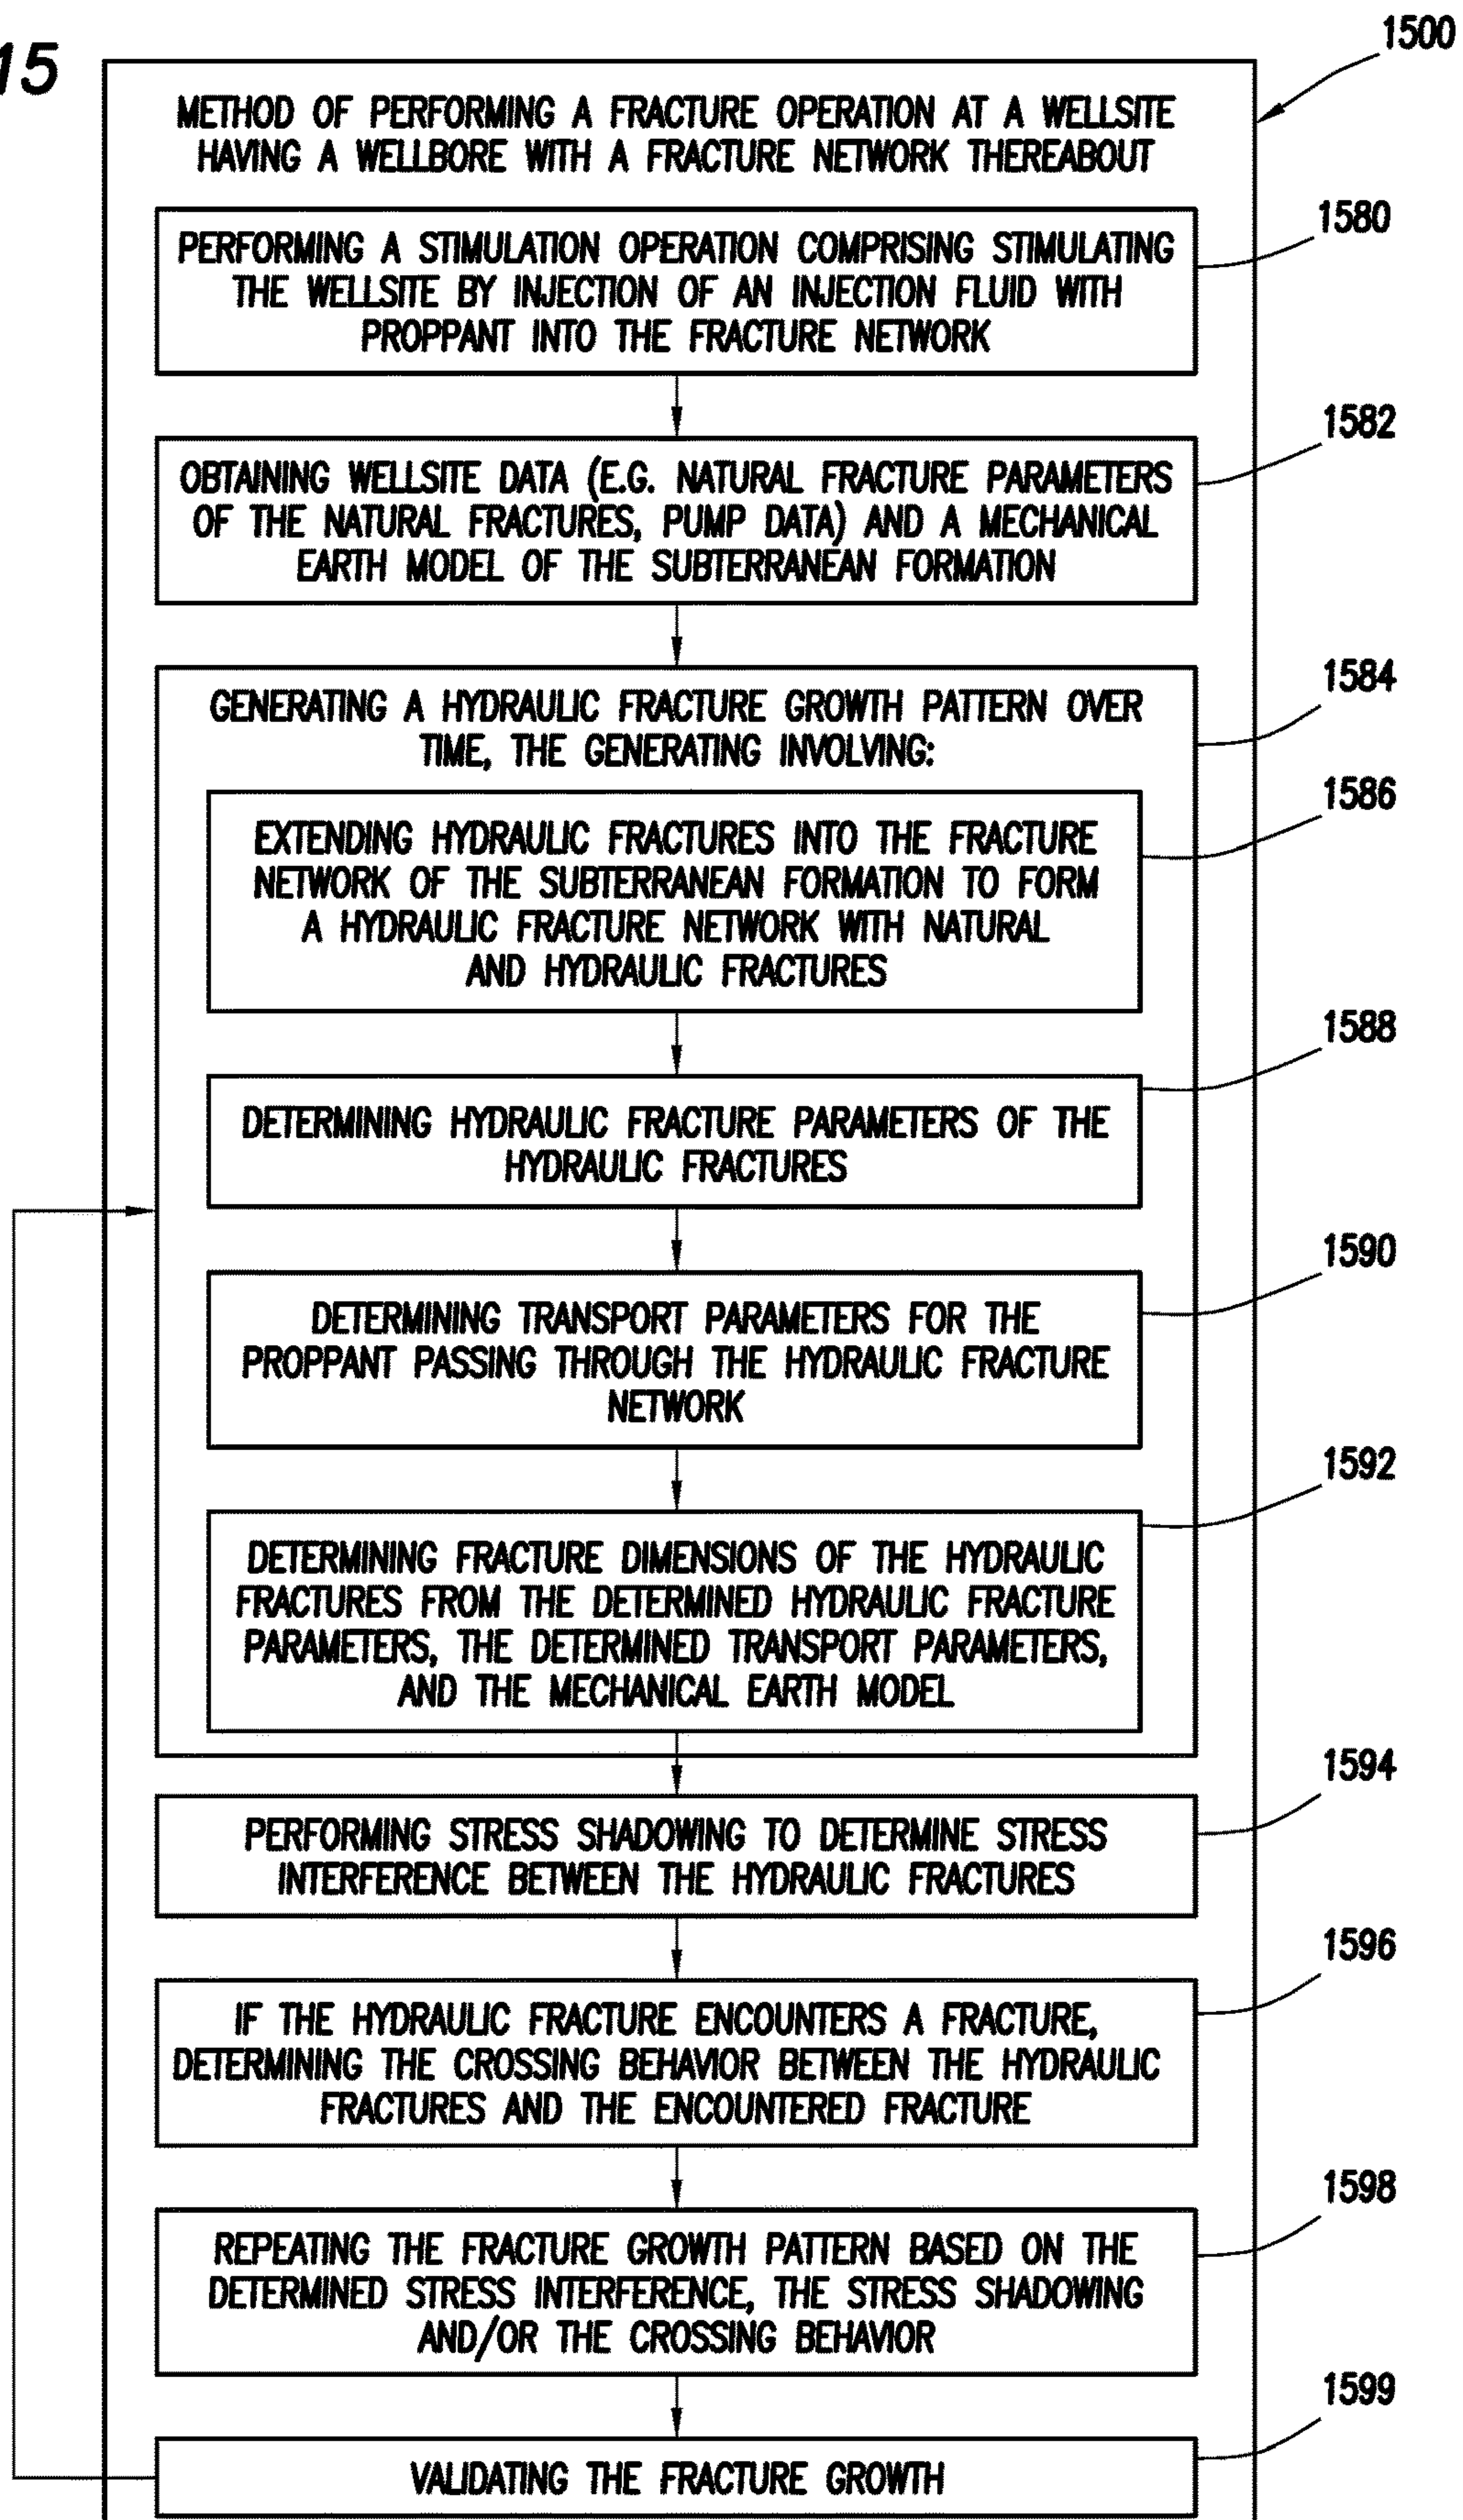 15
1500
METHOD OF PERFORMING A FRACTURE OPERATION AT A WELLSITE
HAVING A WELLBORE WITH A FRACTURE NETWORK THEREABOUT
1580
PERFORMING A STIMULATION OPERATION COMPRISING STIMULATING
THE WELLSITE BY INJECTION OF AN INJECTION FLUID WITH
PROPPANT INTO THE FRACTURE NETWORK
1582
OBTAINING WELLSITE DATA (E.G. NATURAL FRACTURE PARAMETERS
OF THE NATURAL FRACTURES, PUMP DATA) AND A MECHANICAL
EARTH MODEL OF THE SUBTERRANEAN FORMATION
1584
GENERATING A HYDRAULIC FRACTURE GROWTH PATTERN OVER
TIME, THE GENERATING INVOLVING:
1586
EXTENDING HYDRAULIC FRACTURES INTO THE FRACTURE
NETWORK OF THE SUBTERRANEAN FORMATION TO FORM
A HYDRAULIC FRACTURE NETWORK WITH NATURAL
AND HYDRAULIC FRACTURES
1588
DETERMINING HYDRAULIC FRACTURE PARAMETERS OF THE
HYDRAULIC FRACTURES
1590
DETERMINING TRANSPORT PARAMETERS FOR THE
PROPPANT PASSING THROUGH THE HYDRAULIC FRACTURE
NETWORK
1592
DETERMINING FRACTURE DIMENSIONS OF THE HYDRAULIC
FRACTURES FROM THE DETERMINED HYDRAULIC FRACTURE
PARAMETERS, THE DETERMINED TRANSPORT PARAMETERS,
AND THE MECHANICAL EARTH MODEL
1594
PERFORMING STRESS SHADOWING TO DETERMINE STRESS
INTERFERENCE BETWEEN THE HYDRAULIC FRACTURES
1596
IF THE HYDRAULIC FRACTURE ENCOUNTERS A FRACTURE,
DETERMINING THE CROSSING BEHAVIOR BETWEEN THE HYDRAULIC
FRACTURES AND THE ENCOUNTERED FRACTURE
1598
REPEATING THE FRACTURE GROWTH PATTERN BASED ON THE
DETERMINED STRESS INTERFERENCE, THE STRESS SHADOWING
AND/OR THE CROSSING BEHAVIOR
1599
VALIDATING THE FRACTURE GROWTH